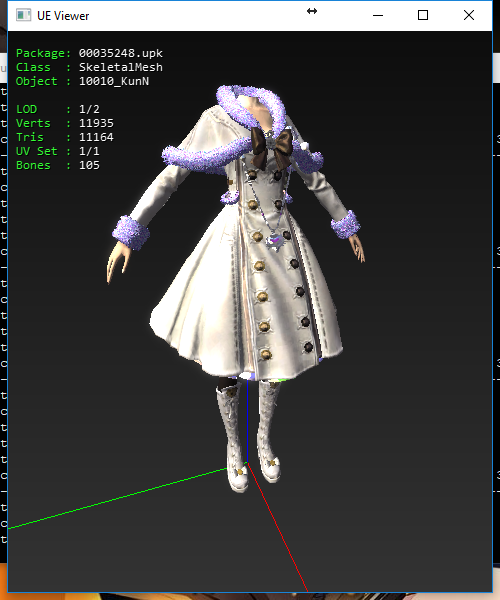 UE Viewer
Package: 00035248.upk
Class  : SkeletalMesh
Object : 10010_KunN
LOD    : 1/2
Verts  : 11935
Tris   : 11164
UV Set : 1/1
Bones  : 105